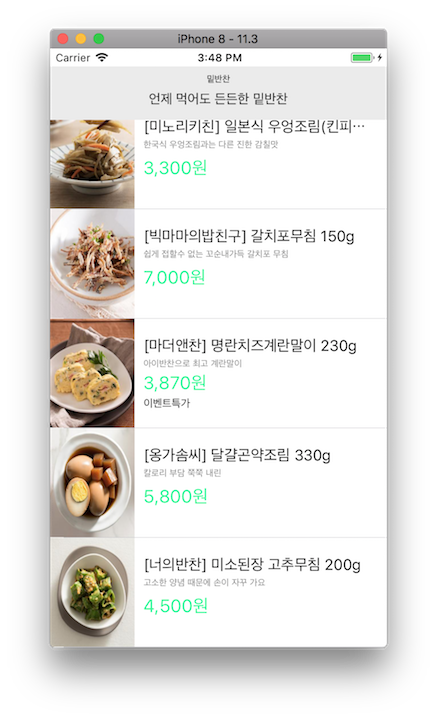 iPhone 8 - 11.3
Carrier 3:48 PM
밑반찬
언제 먹어도 든든한 밑반찬
[미노리키친] 일본식 우엉조림(킨피…
한국식 우엉조림과는 다른 진한 감칠맛
3,300원
[빅마마의밥친구] 갈치포무침 150g
쉽게 접할수 없는 꼬순내가득 갈치포 무침
7,000원
[마더앤찬] 명란치즈계란말이 230g
아이반찬으로 최고 계란말이
3,870원
이벤트특가
[옹가솜씨] 달걀곤약조림 330g
칼로리 부담 쭉쭉 내린
5,800원
[너의반찬] 미소된장 고추무침 200g
고소한 양념 때문에 손이 자꾸 가요
4,500원